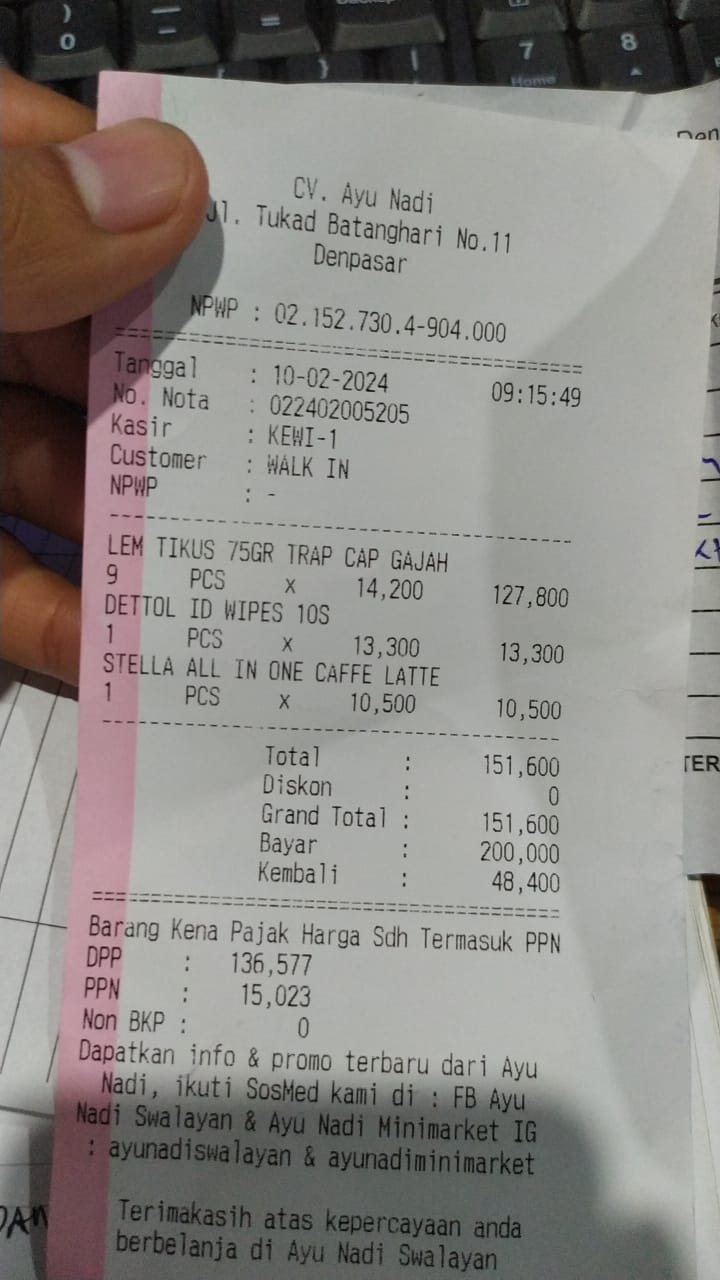 CV. Ayu Nadi
Jl. Tukad Batanghari No.11
Denpasar
NPWP : 02.152.730.4-904.000
================================================
Tanggal : 10-02-2024 09:15:49
No. Nota : 022402005205
Kasir : KEWI-1
Customer : WALK IN
NPWP : -
------------------------------------------------
LEM TIKUS 75GR TRAP CAP GAJAH
9 PCS X 14,200 127,800
DETTOL ID WIPES 10S
1 PCS X 13,300 13,300
STELLA ALL IN ONE CAFFE LATTE
1 PCS X 10,500 10,500
------------------------------------------------
Total : 151,600
Diskon : 0
Grand Total : 151,600
Bayar : 200,000
Kembali : 48,400
================================================
Barang Kena Pajak Harga Sdh Termasuk PPN
DPP : 136,577
PPN : 15,023
Non BKP : 0
Dapatkan info & promo terbaru dari Ayu
Nadi, ikuti SosMed kami di : FB Ayu
Nadi Swalayan & Ayu Nadi Minimarket IG
: ayunadiswalayan & ayunadiminimarket
Terimakasih atas kepercayaan anda
berbelanja di Ayu Nadi Swalayan
) 0
7 Home
8